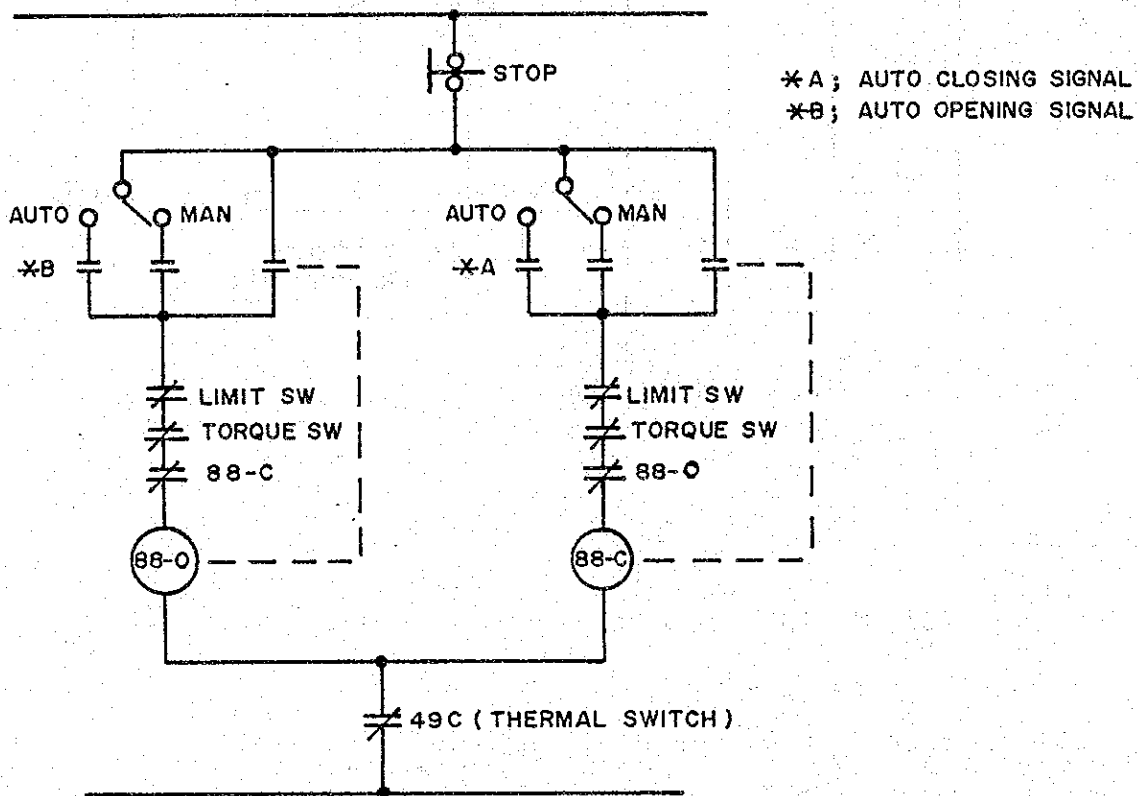 STOP
*A; AUTO CLOSING SIGNAL
*B; AUTO OPENING SIGNAL
AUTO
MAN
AUTO
MAN
*B
*A
LIMIT SW
LIMIT SW
TORQUE SW
TORQUE SW
88-C
88-O
88-O
88-C
49C (THERMAL SWITCH)